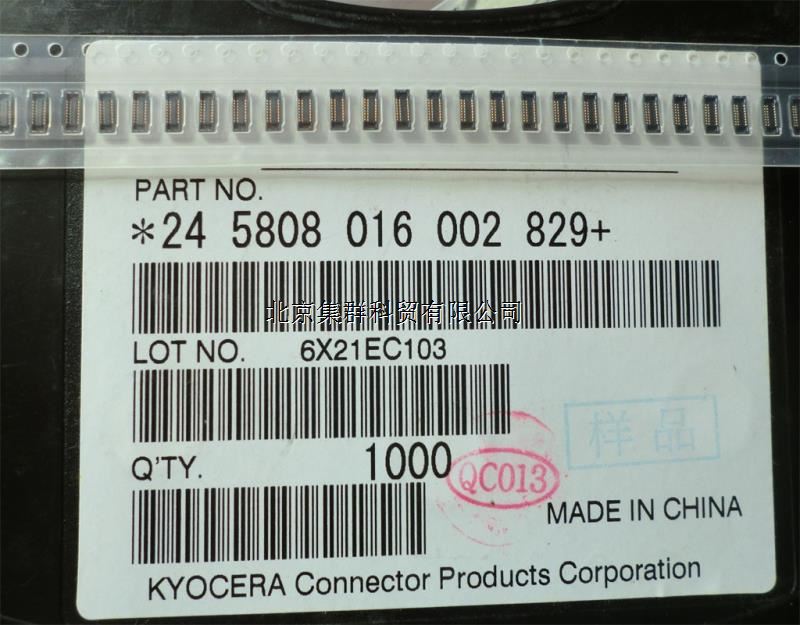 PART NO.
*24 5808 016 002 829+
北京集群科贸有限公司
LOT NO. 6X21EC103
Q'TY. 1000
QC013
样品
MADE IN CHINA
KYOCERA Connector Products Corporation